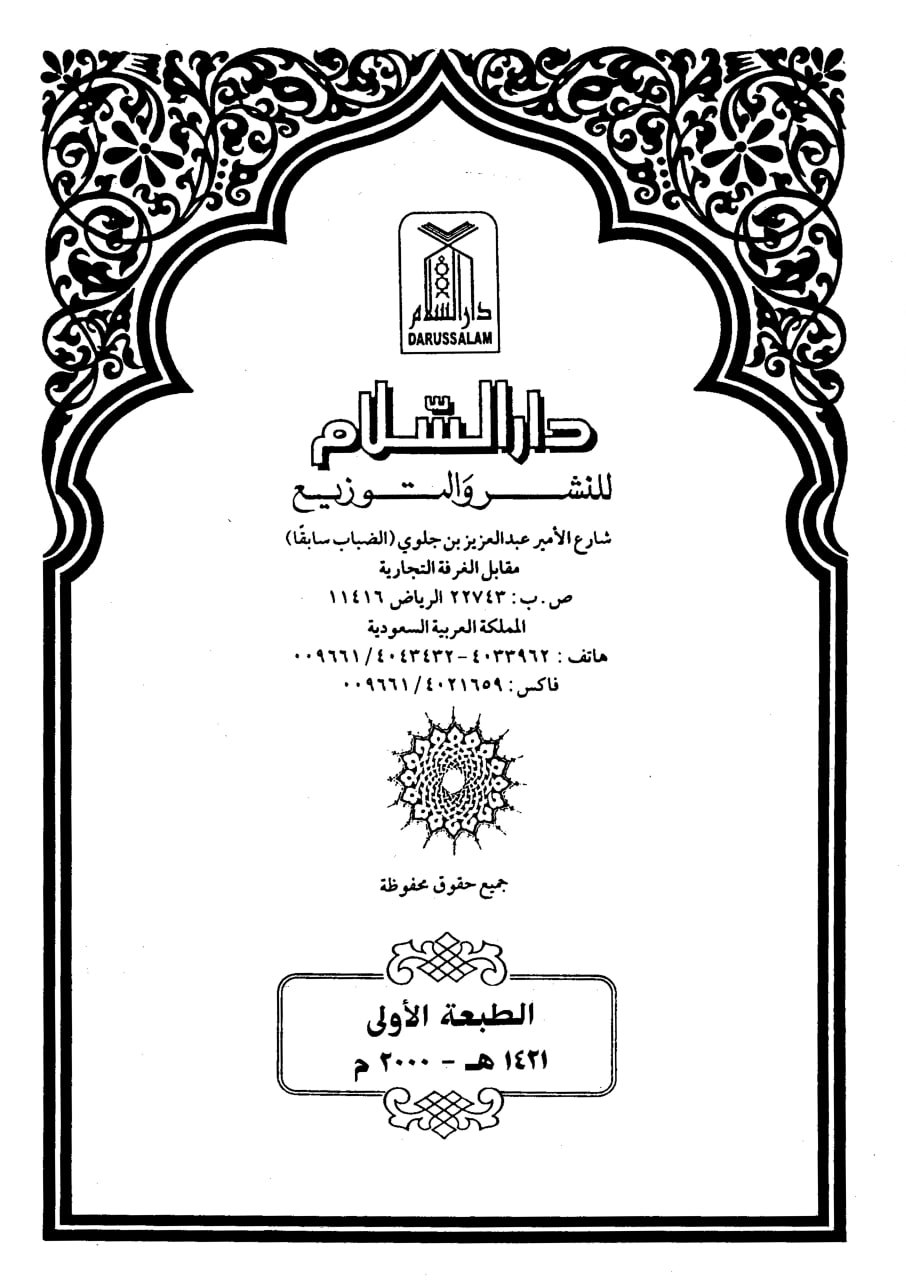 دار السلام
DARUSSALAM
دار السّلام
للنشر والتوزيع
شارع الأمير عبدالعزيز بن جلوي (الضباب سابقًا)
مقابل الغرفة التجارية
ص.ب: ٢٢٧٤٣ الرياض ١١٤١٦
المملكة العربية السعودية
هاتف: ٤٠٣٣٩٦٢-٠٠٩٦٦١/٤٠٤٣٤٣٢
فاكس: ٠٠٩٦٦١/٤٠٢١٦٥٩
جميع حقوق محفوظة
الطبعة الأولى
١٤٢١ هـ - ٢٠٠٠ م